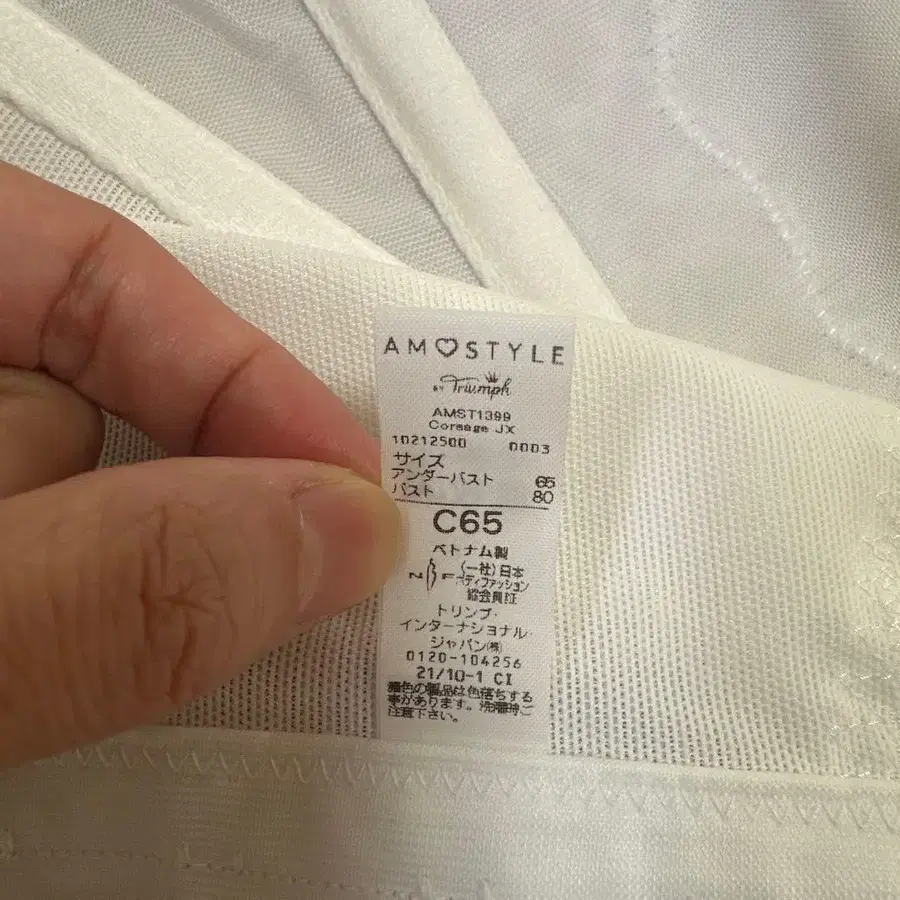 AMOSTYLE
BY Triumph
AMST1399
Corsage JX
10212500 0003
サイズ
アンダーバスト 65
バスト 80
C65
ベトナム製
(一社)日本
ボディファッション
協会員証
トリンプ・
インターナショナル・
ジャパン(株)
0120-104256
21/10-1 CI
濃色の製品は色落ちする
事があります。洗濯時ご
注意下さい。